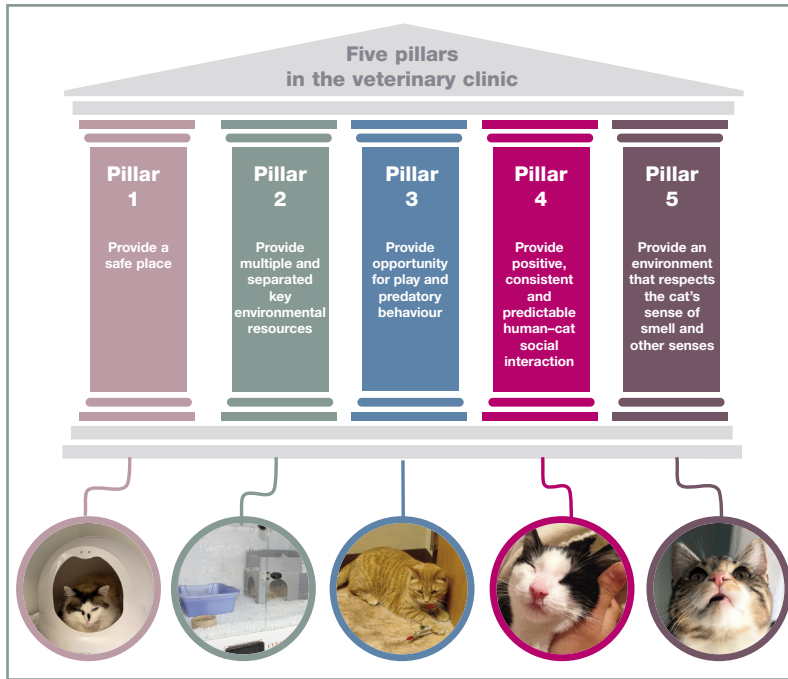 Five pillars
in the veterinary clinic
Pillar
1
Provide a
safe place
Pillar
2
Provide
multiple and
separated
key
environmental
resources
Pillar
3
Provide
opportunity
for play and
predatory
behaviour
Pillar
4
Provide
positive,
consistent
and
predictable
human–cat
social
interaction
Pillar
5
Provide an
environment
that respects
the cat's
sense of
smell and
other senses